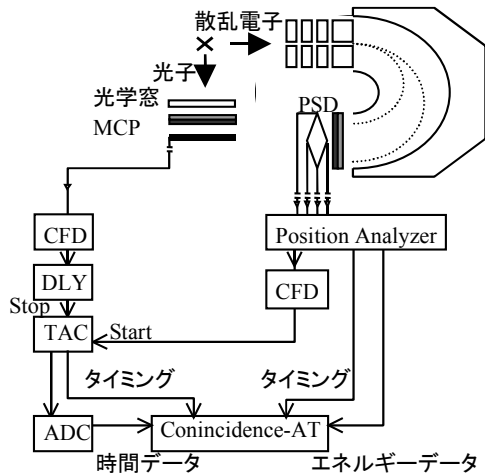 散乱電子
光子
光学窓
MCP
PSD
CFD
Position Analyzer
DLY
CFD
Stop
TAC
Start
タイミング
タイミング
ADC
Conincidence-AT
時間データ
エネルギーデータ